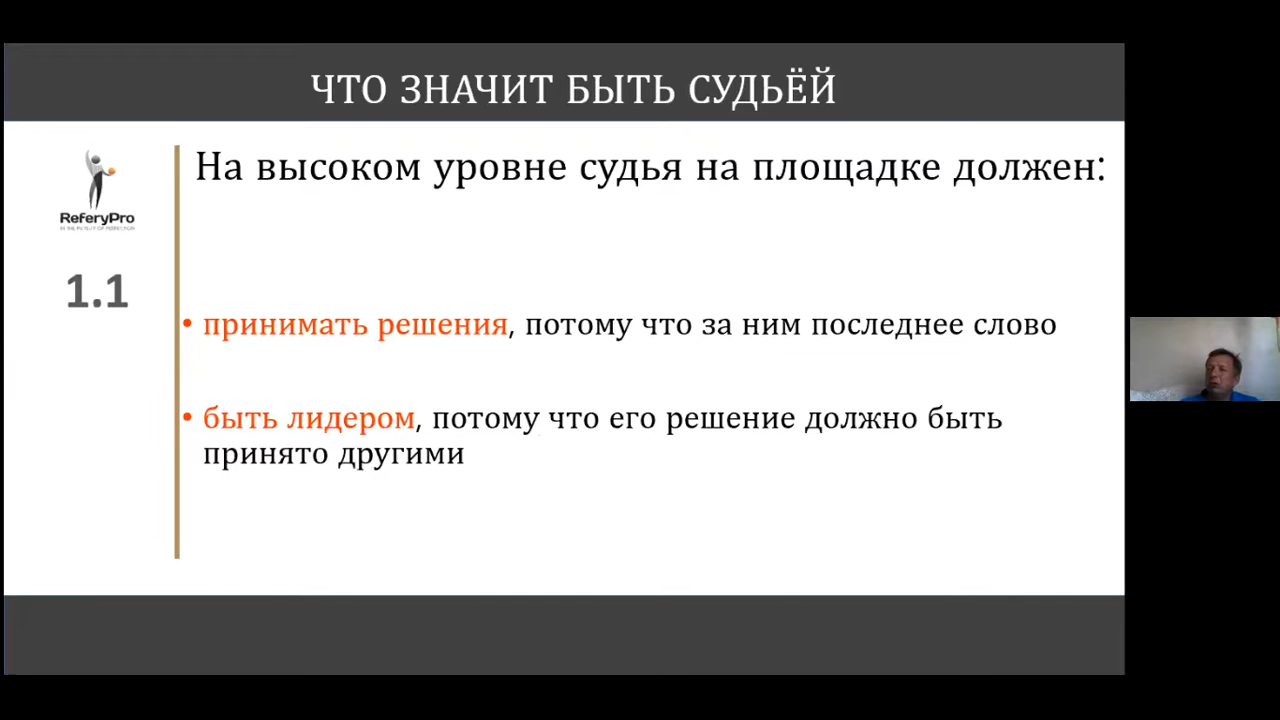 ЧТО ЗНАЧИТ БЫТЬ СУДЬЁЙ
На высоком уровне судья на площадке должен:
ReferyPro
1.1
• принимать решения, потому что за ним последнее слово
• быть лидером, потому что его решение должно быть
принято другими